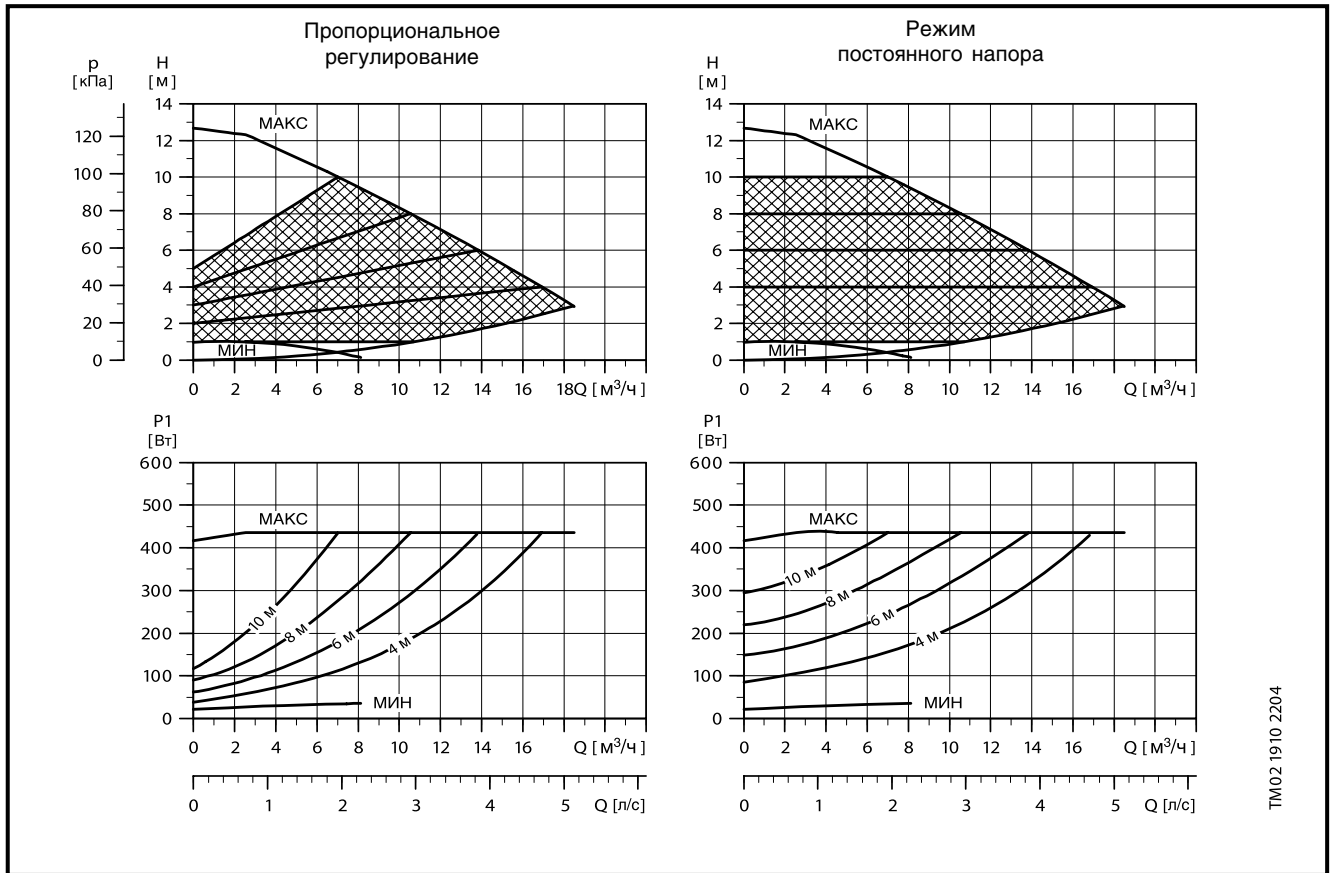 Пропорциональное
регулирование
p
[кПа]
H
[м]
14
12
10
8
6
4
2
0
120
100
80
60
40
20
0
МАКС
МИН
0 2 4 6 8 10 12 14 16 18 Q [м³/ч]
Режим
постоянного напора
H
[м]
14
12
10
8
6
4
2
0
МАКС
МИН
0 2 4 6 8 10 12 14 16 Q [м³/ч]
P1
[Вт]
600
500
400
300
200
100
0
МАКС
10 м
8 м
6 м
4 м
МИН
0 2 4 6 8 10 12 14 16 Q [м³/ч]
0 1 2 3 4 5 Q [л/с]
P1
[Вт]
600
500
400
300
200
100
0
МАКС
10 м
8 м
6 м
4 м
МИН
0 2 4 6 8 10 12 14 16 Q [м³/ч]
0 1 2 3 4 5 Q [л/с]
TM02 1910 2204